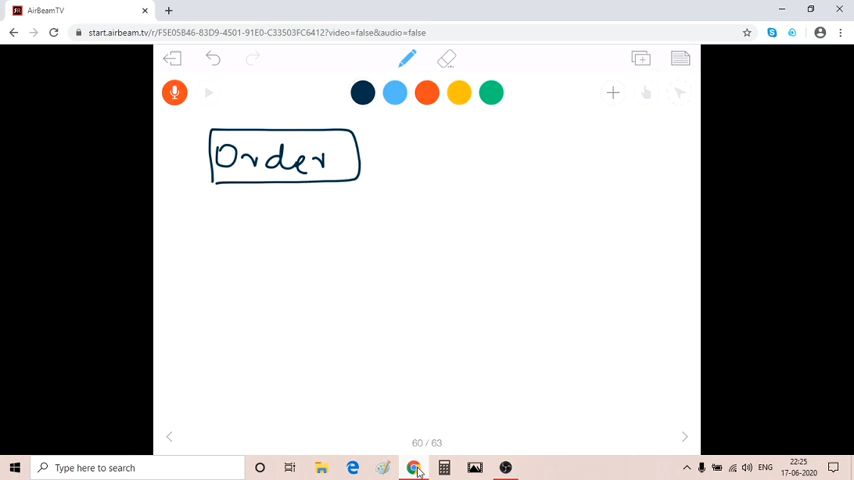 AirBeamTV
start.airbeam.tv/r/F5E05B46-83D9-4501-91E0-C33503FC6412?video=false&audio=false
Order
60 / 63
Type here to search
ENG
22:25
17-06-2020